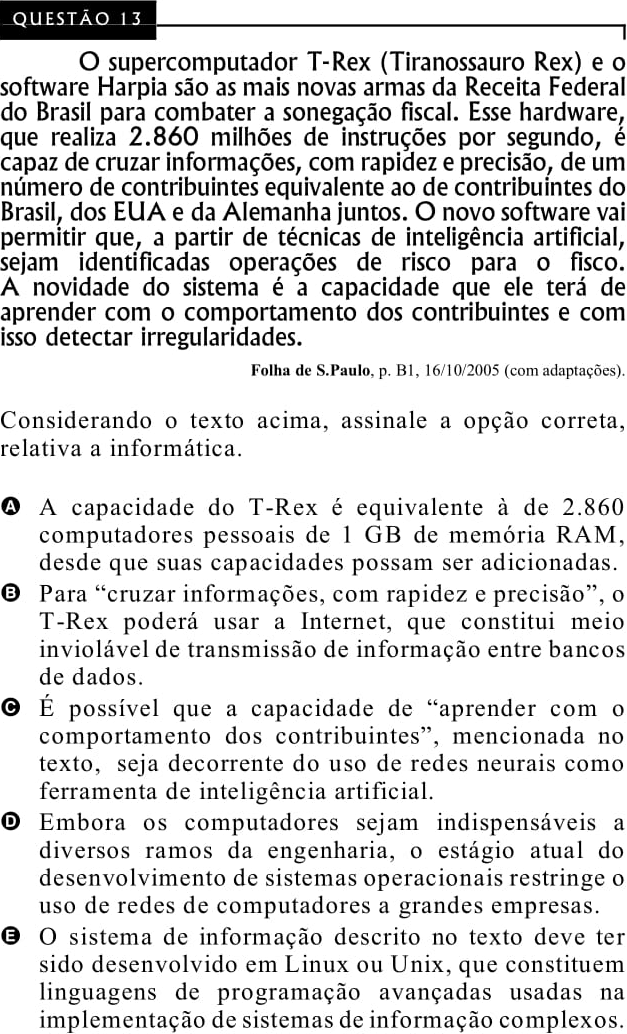 QUESTÃO 13
O supercomputador T-Rex (Tiranossauro Rex) e o
software Harpia são as mais novas armas da Receita Federal
do Brasil para combater a sonegação fiscal. Esse hardware,
que realiza 2.860 milhões de instruções por segundo, é
capaz de cruzar informações, com rapidez e precisão, de um
número de contribuintes equivalente ao de contribuintes do
Brasil, dos EUA e da Alemanha juntos. O novo software vai
permitir que, a partir de técnicas de inteligência artificial,
sejam identificadas operações de risco para o fisco.
A novidade do sistema é a capacidade que ele terá de
aprender com o comportamento dos contribuintes e com
isso detectar irregularidades.
Folha de S.Paulo, p. B1, 16/10/2005 (com adaptações).
Considerando o texto acima, assinale a opção correta,
relativa a informática.
A A capacidade do T-Rex é equivalente à de 2.860
computadores pessoais de 1 GB de memória RAM,
desde que suas capacidades possam ser adicionadas.
B Para “cruzar informações, com rapidez e precisão”, o
T-Rex poderá usar a Internet, que constitui meio
inviolável de transmissão de informação entre bancos
de dados.
C É possível que a capacidade de “aprender com o
comportamento dos contribuintes”, mencionada no
texto, seja decorrente do uso de redes neurais como
ferramenta de inteligência artificial.
D Embora os computadores sejam indispensáveis a
diversos ramos da engenharia, o estágio atual do
desenvolvimento de sistemas operacionais restringe o
uso de redes de computadores a grandes empresas.
E O sistema de informação descrito no texto deve ter
sido desenvolvido em Linux ou Unix, que constituem
linguagens de programação avançadas usadas na
implementação de sistemas de informação complexos.